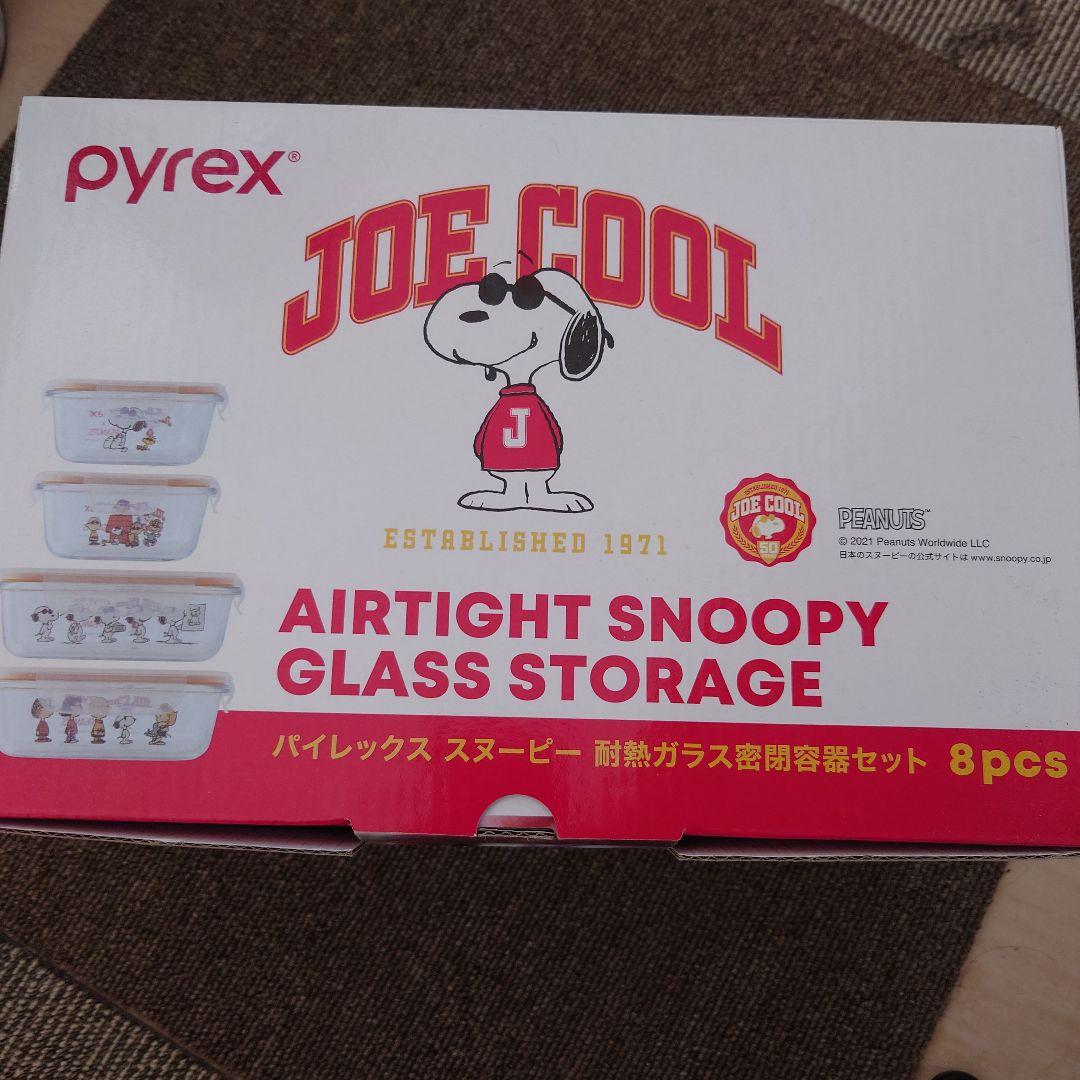 pyrex®
JOE COOL
J
ESTABLISHED 1971
ESTABLISHED 1971
JOE COOL
50
PEANUTS™
© 2021 Peanuts Worldwide LLC
日本のスヌーピーの公式サイトは www.snoopy.co.jp
AIRTIGHT SNOOPY
GLASS STORAGE
パイレックス スヌーピー 耐熱ガラス密閉容器セット 8pcs